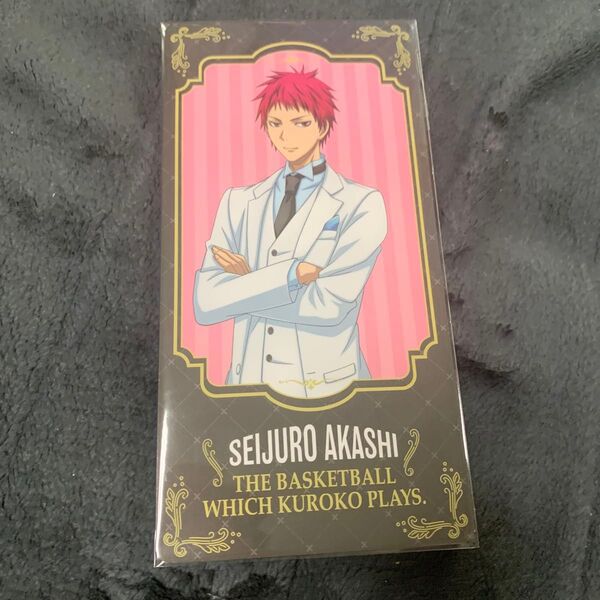 SEIJURO AKASHI
THE BASKETBALL
WHICH KUROKO PLAYS.